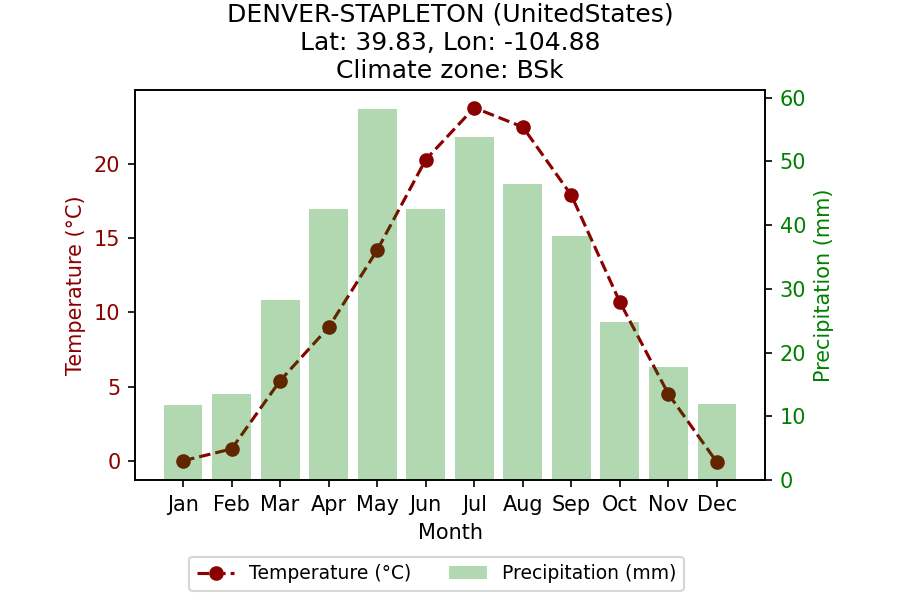 DENVER-STAPLETON (UnitedStates)
Lat: 39.83, Lon: -104.88
Climate zone: BSk
Temperature (°C)
20
15
10
5
0
60
50
40
30
20
10
0
Precipitation (mm)
Jan Feb Mar Apr May Jun Jul Aug Sep Oct Nov Dec
Month
Temperature (°C) Precipitation (mm)